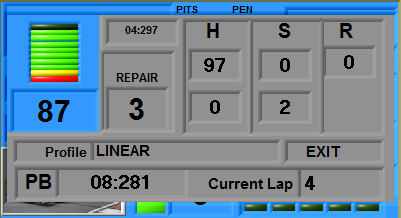 PITS PEN
04:297 H S R
REPAIR 97 0 0
87 3 0 2
Profile LINEAR EXIT
PB 08:281 Current Lap 4